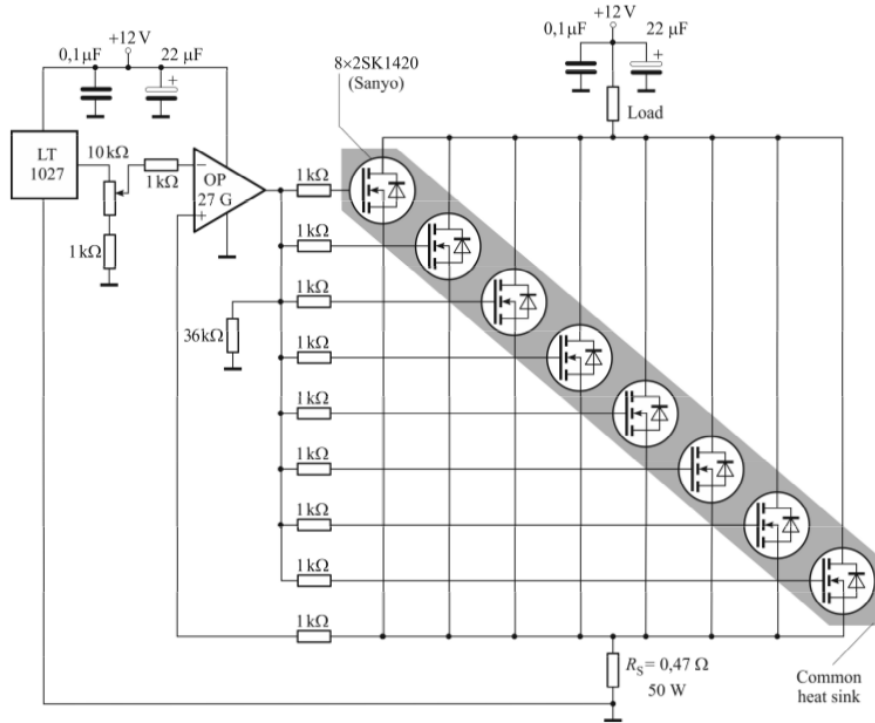 +12 V
0,1 µF
22 µF
+
8×2SK1420
(Sanyo)
+12 V
0,1 µF
22 µF
+
Load
LT
1027
10 kΩ
1 kΩ
1 kΩ
−
OP
27 G
+
1 kΩ
1 kΩ
1 kΩ
36 kΩ
1 kΩ
1 kΩ
1 kΩ
1 kΩ
1 kΩ
1 kΩ
RS = 0,47 Ω
50 W
Common
heat sink